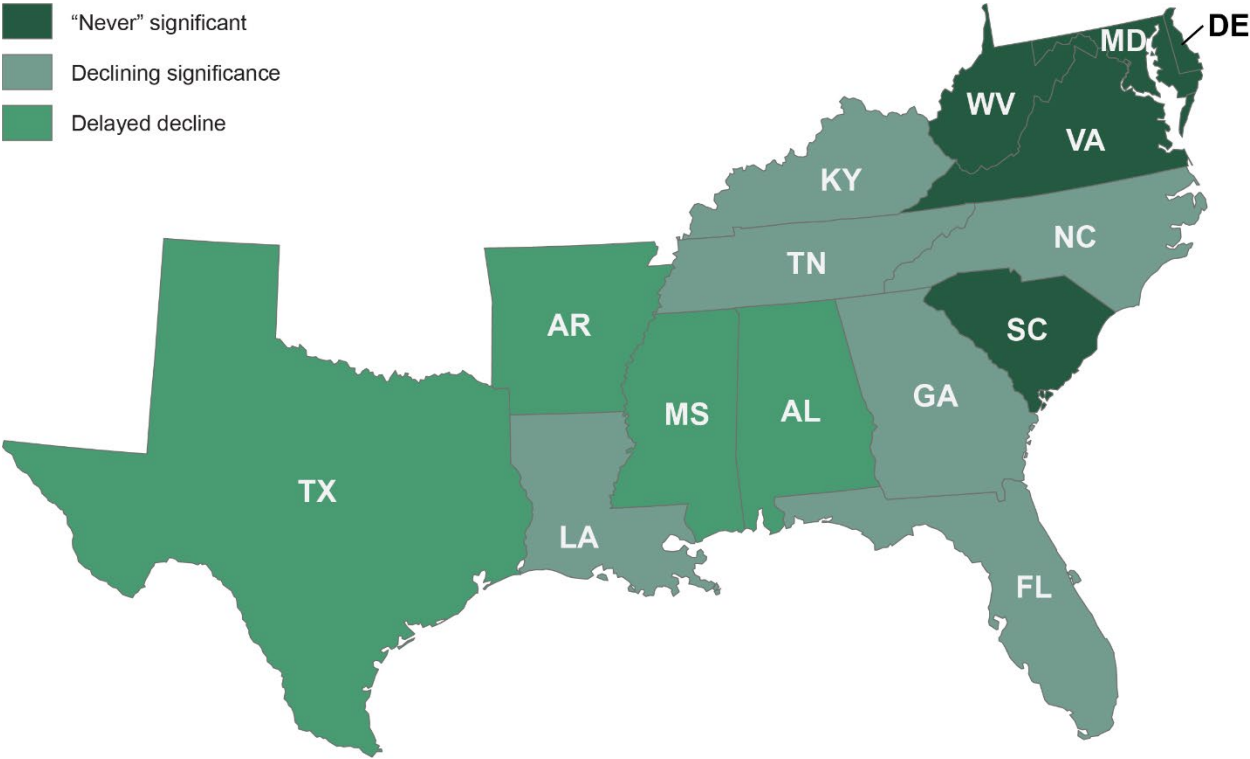 “Never” significant
Declining significance
Delayed decline
DE
MD
WV
VA
KY
NC
TN
AR
SC
GA
MS
AL
TX
LA
FL